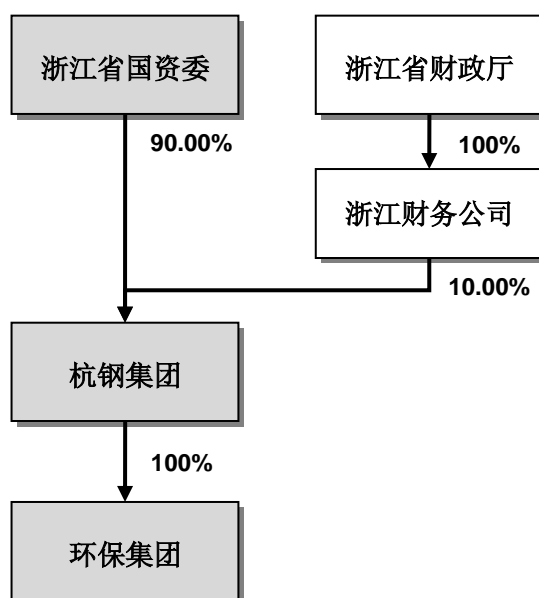 浙江省国资委
浙江省财政厅
90.00%
100%
浙江财务公司
10.00%
杭钢集团
100%
环保集团